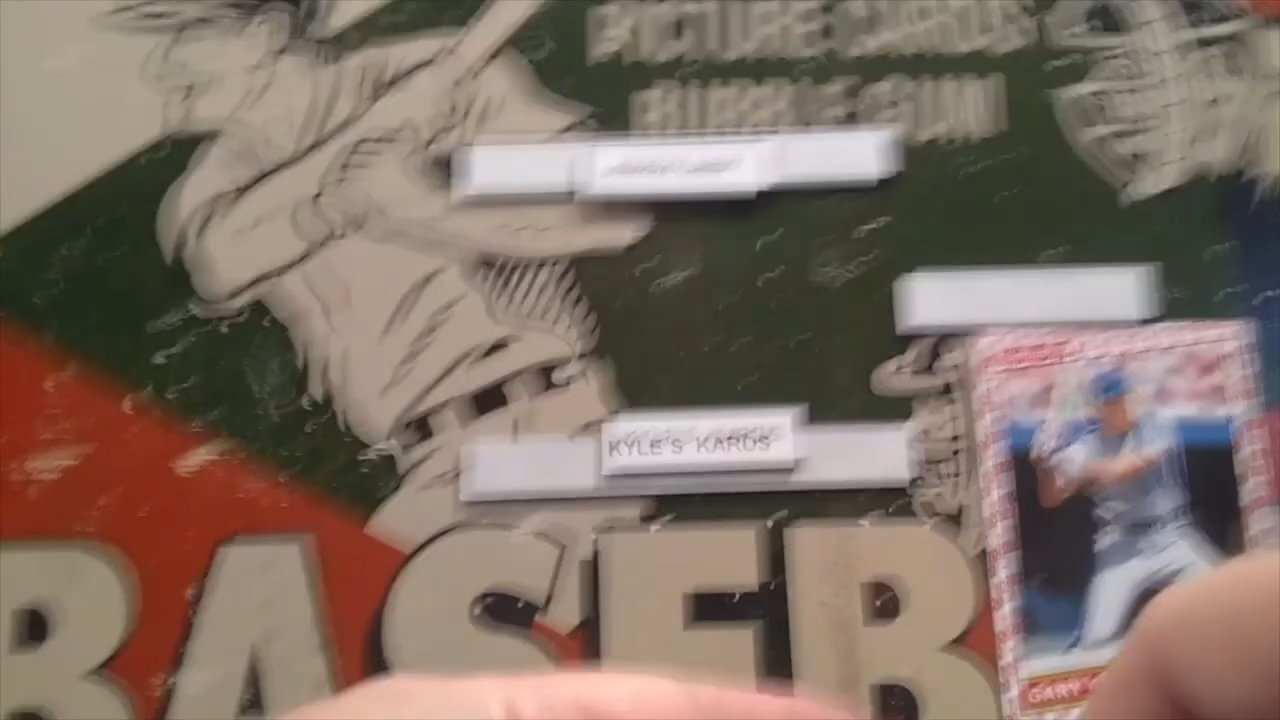 PICTURE CARDS
BUBBLE GUM
KYLE'S KARDS
BASEB
GARY